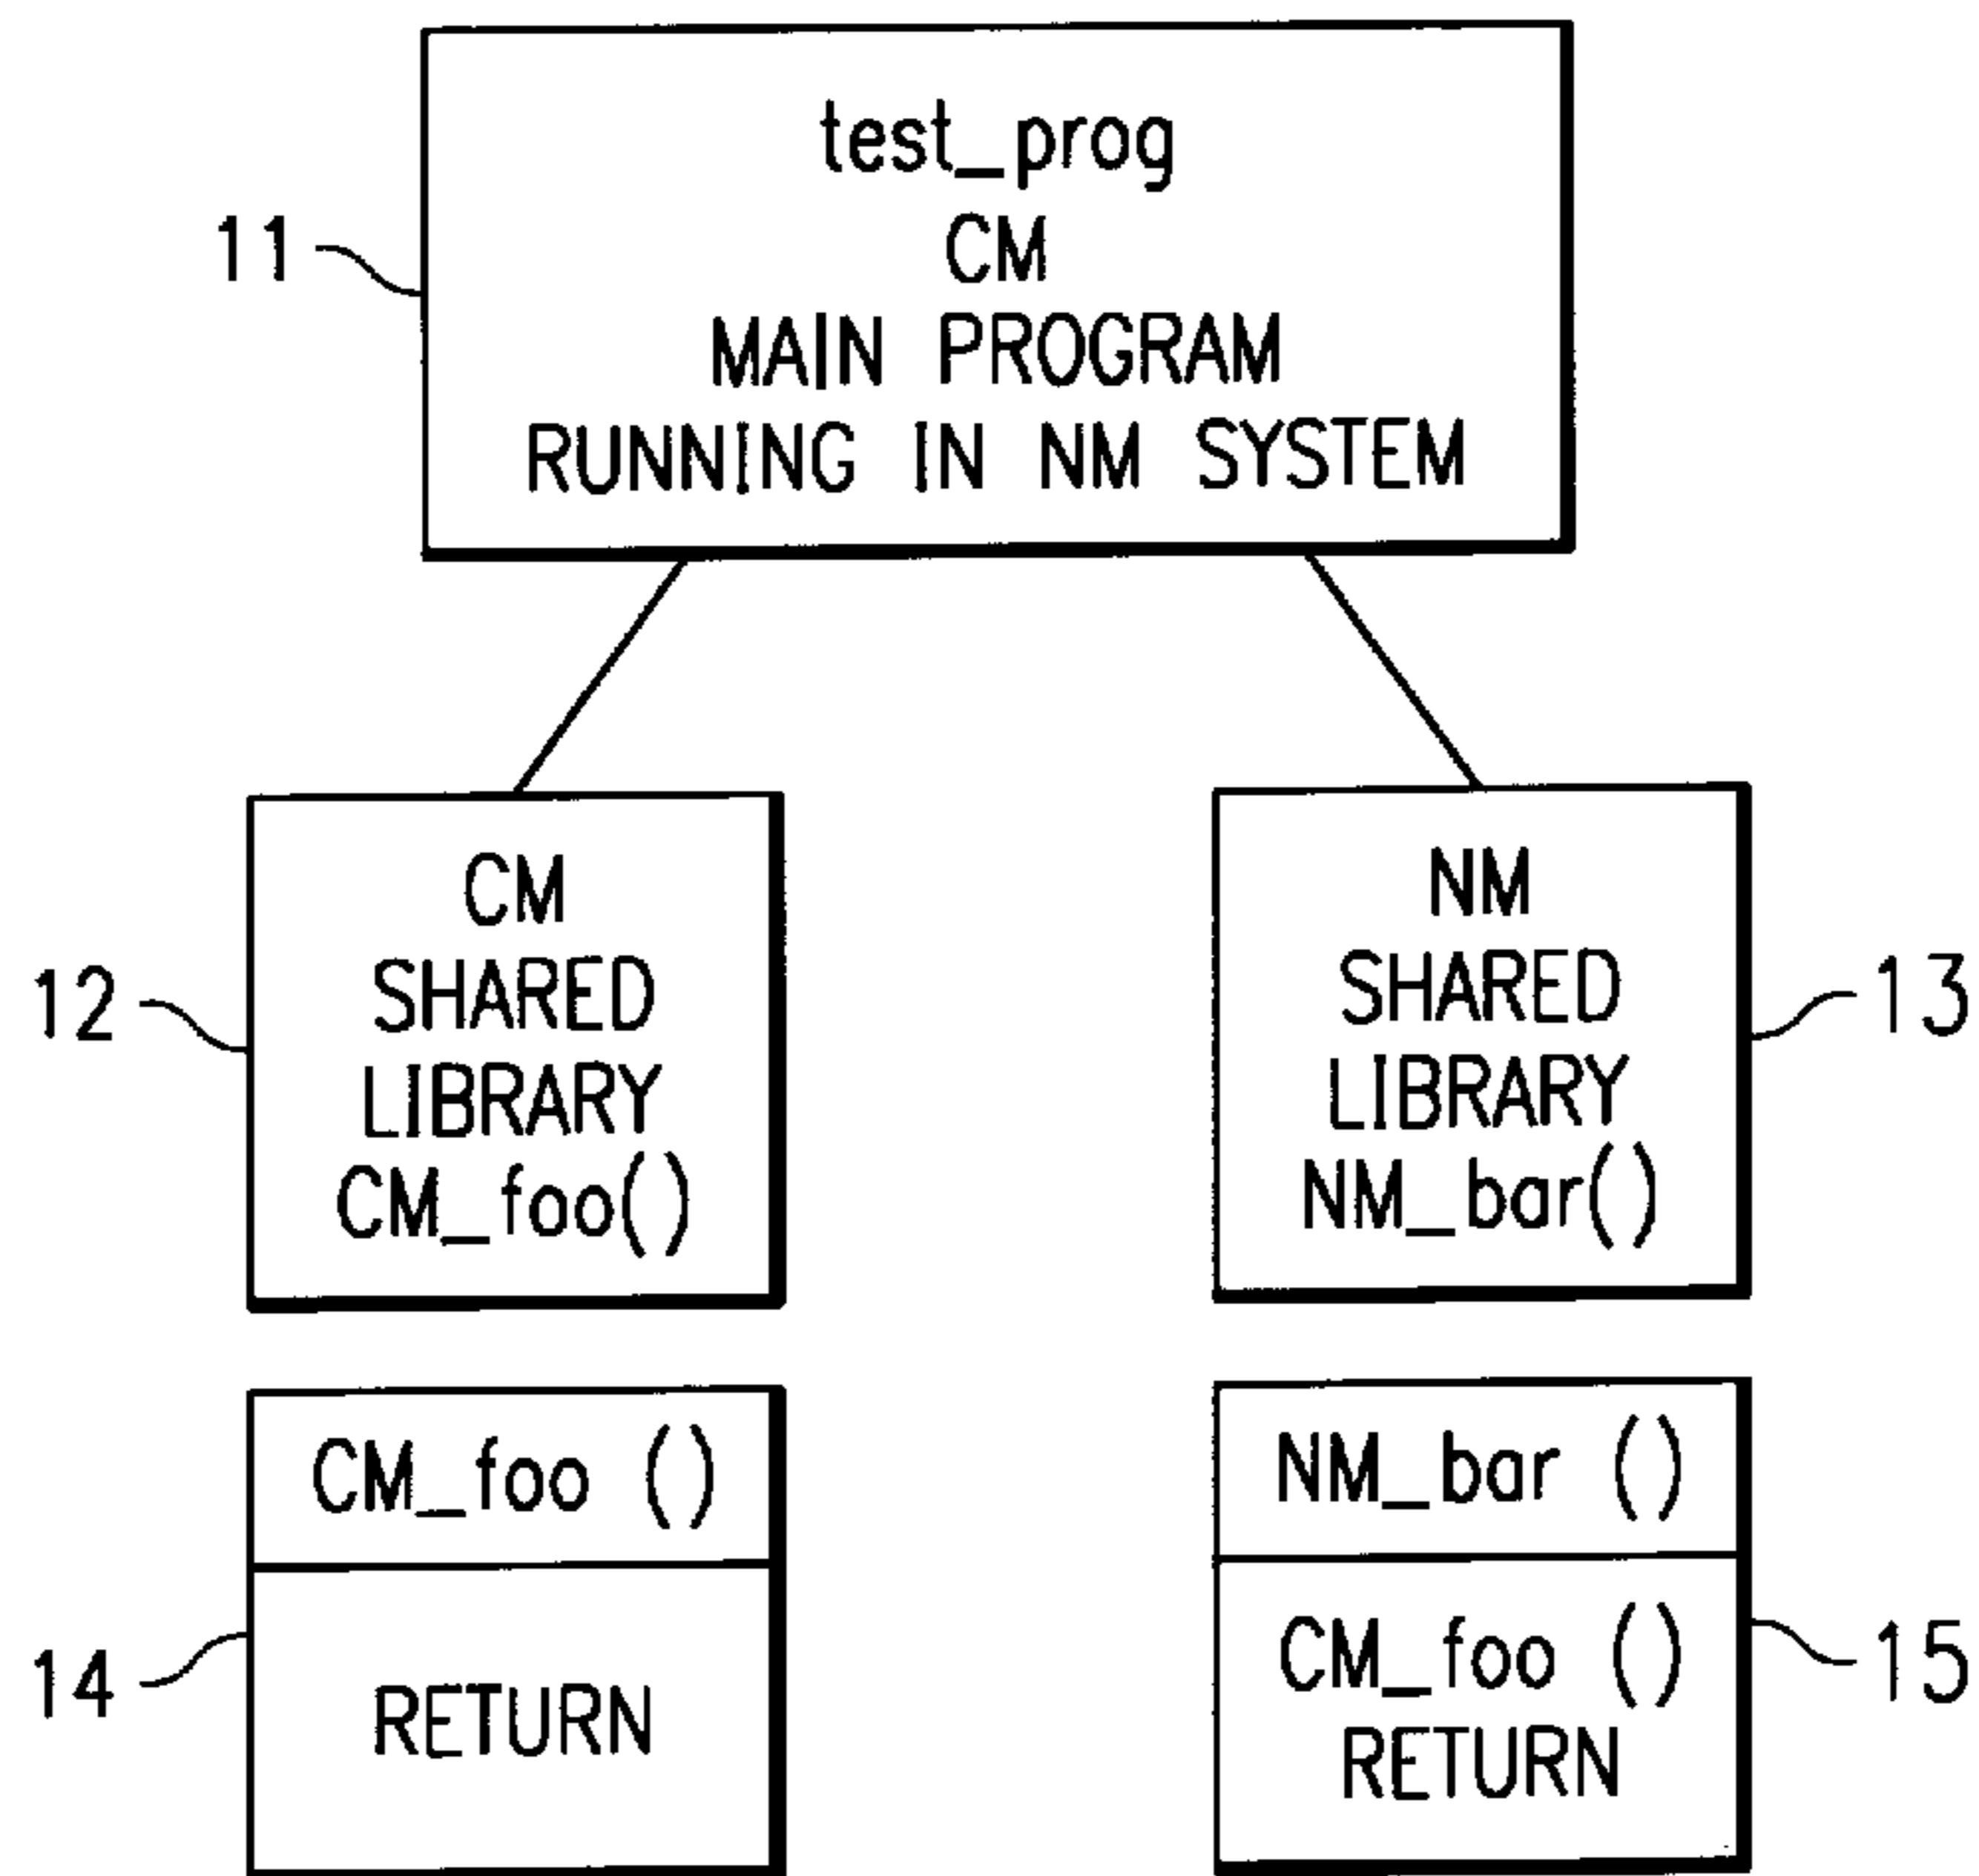 test_prog
CM
MAIN PROGRAM
RUNNING IN NM SYSTEM
11
CM
SHARED
LIBRARY
CM_foo()
12
NM
SHARED
LIBRARY
NM_bar()
13
CM_foo ()
RETURN
14
NM_bar ()
CM_foo ()
RETURN
15